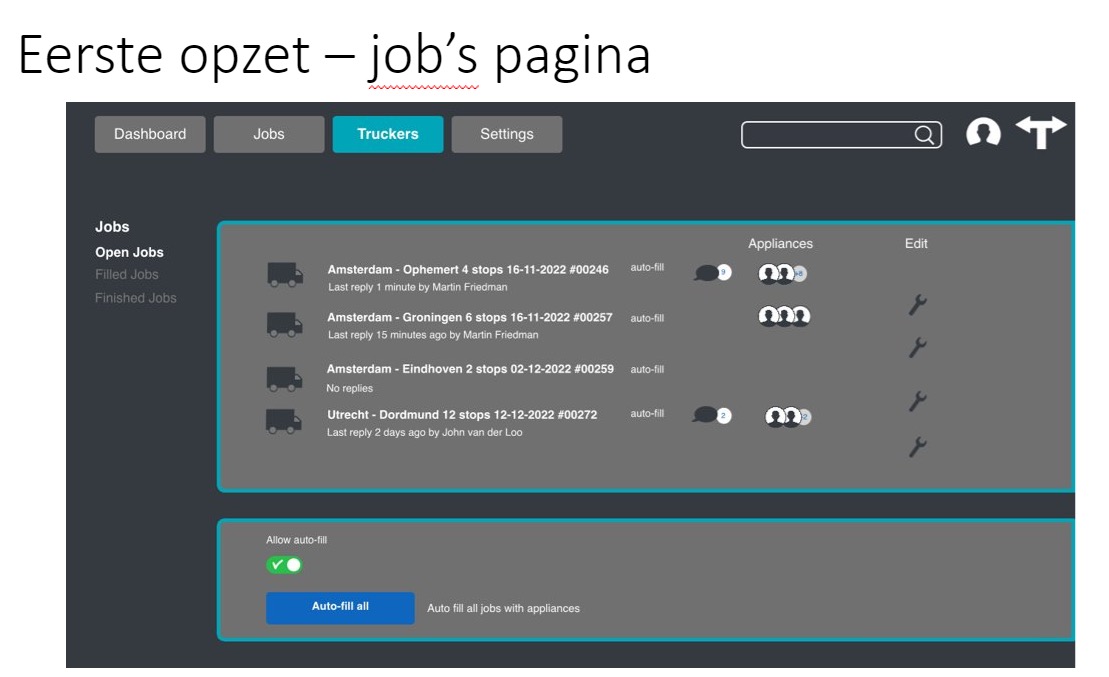 Eerste opzet – job's pagina
Dashboard Jobs Truckers Settings
Jobs
Open Jobs
Filled Jobs
Finished Jobs
Appliances Edit
Amsterdam - Ophemert 4 stops 16-11-2022 #00246 auto-fill 9 +8
Last reply 1 minute by Martin Friedman
Amsterdam - Groningen 6 stops 16-11-2022 #00257 auto-fill
Last reply 15 minutes ago by Martin Friedman
Amsterdam - Eindhoven 2 stops 02-12-2022 #00259 auto-fill
No replies
Utrecht - Dordmund 12 stops 12-12-2022 #00272 auto-fill 2 +2
Last reply 2 days ago by John van der Loo
Allow auto-fill
Auto-fill all Auto fill all jobs with appliances